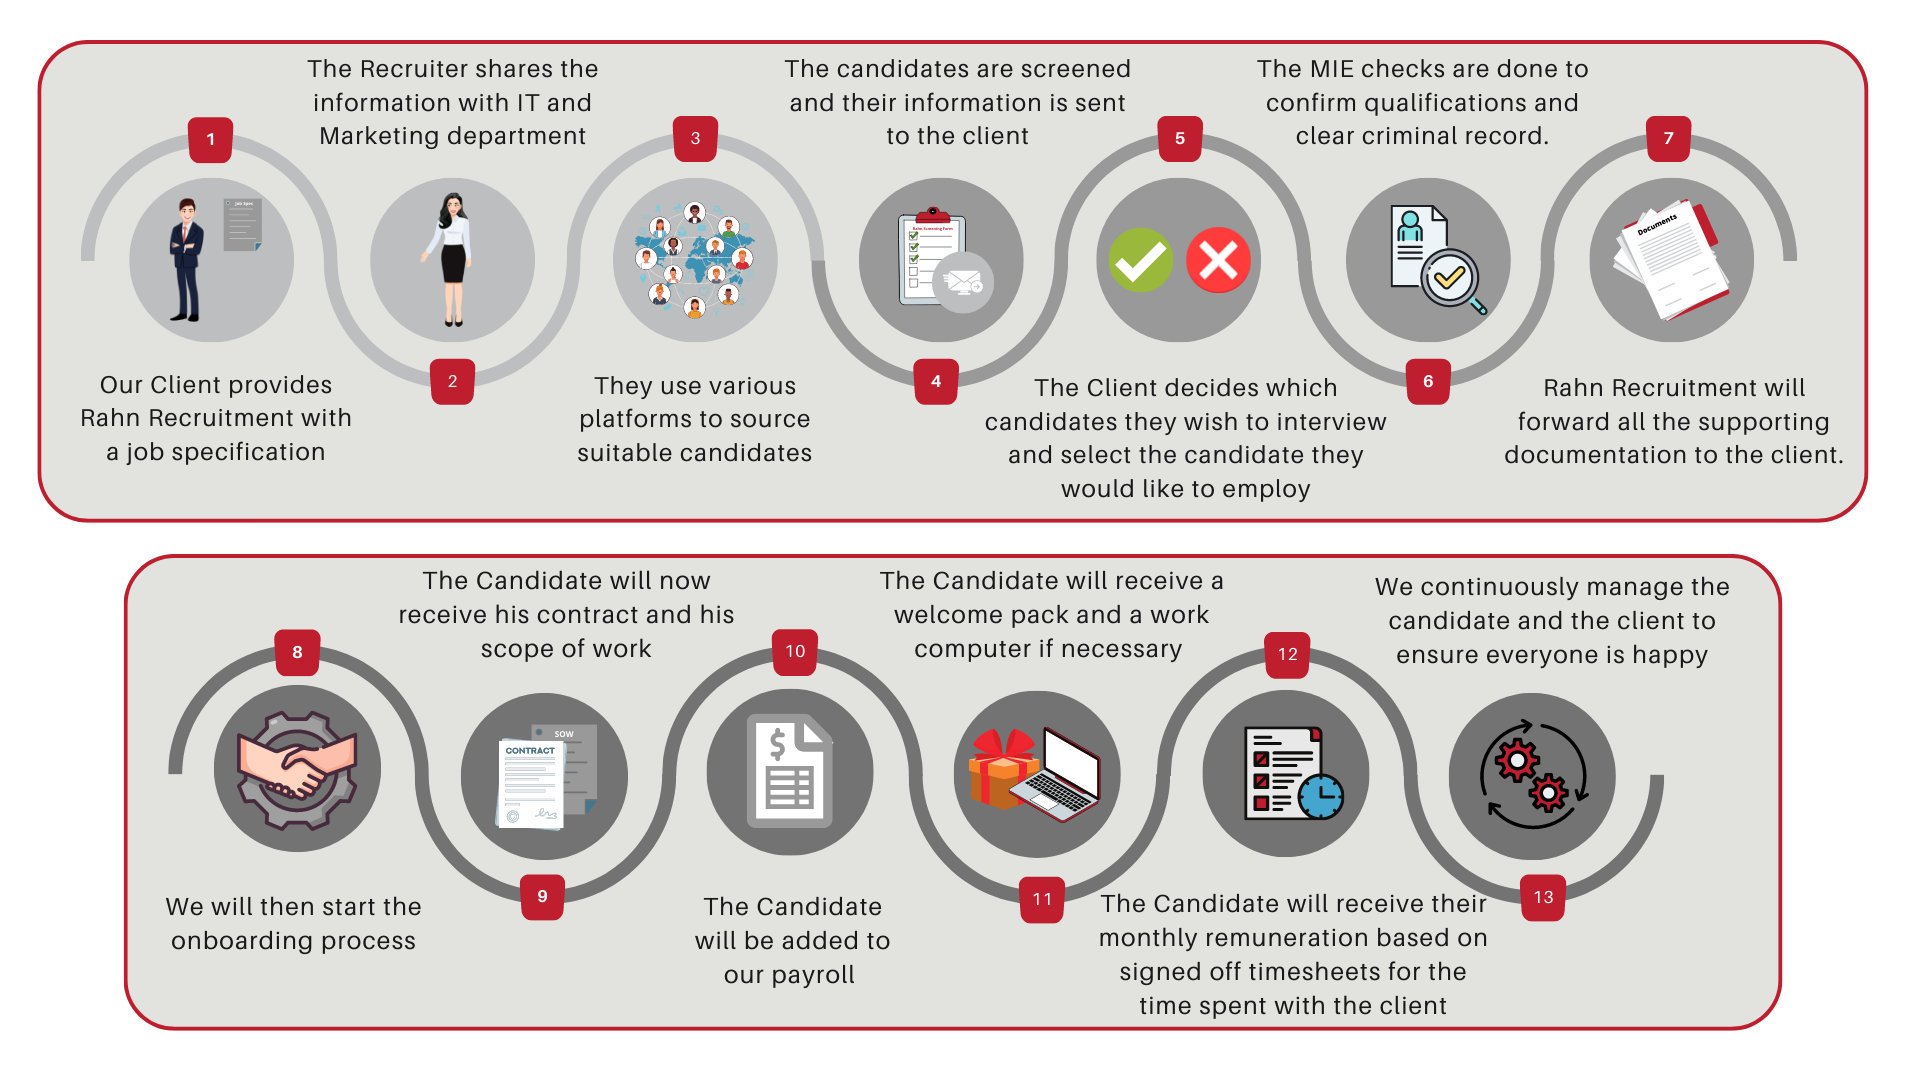 1
Our Client provides
Rahn Recruitment with
a job specification
Job Spec
The Recruiter shares the
information with IT and
Marketing department
2
3
They use various
platforms to source
suitable candidates
The candidates are screened
and their information is sent
to the client
Rahn Screening Form
4
5
The Client decides which
candidates they wish to interview
and select the candidate they
would like to employ
The MIE checks are done to
confirm qualifications and
clear criminal record.
6
7
Documents
Rahn Recruitment will
forward all the supporting
documentation to the client.
8
We will then start the
onboarding process
The Candidate will now
receive his contract and his
scope of work
SOW
CONTRACT
9
10
$
The Candidate
will be added to
our payroll
The Candidate will receive a
welcome pack and a work
computer if necessary
11
12
The Candidate will receive their
monthly remuneration based on
signed off timesheets for the
time spent with the client
We continuously manage the
candidate and the client to
ensure everyone is happy
13